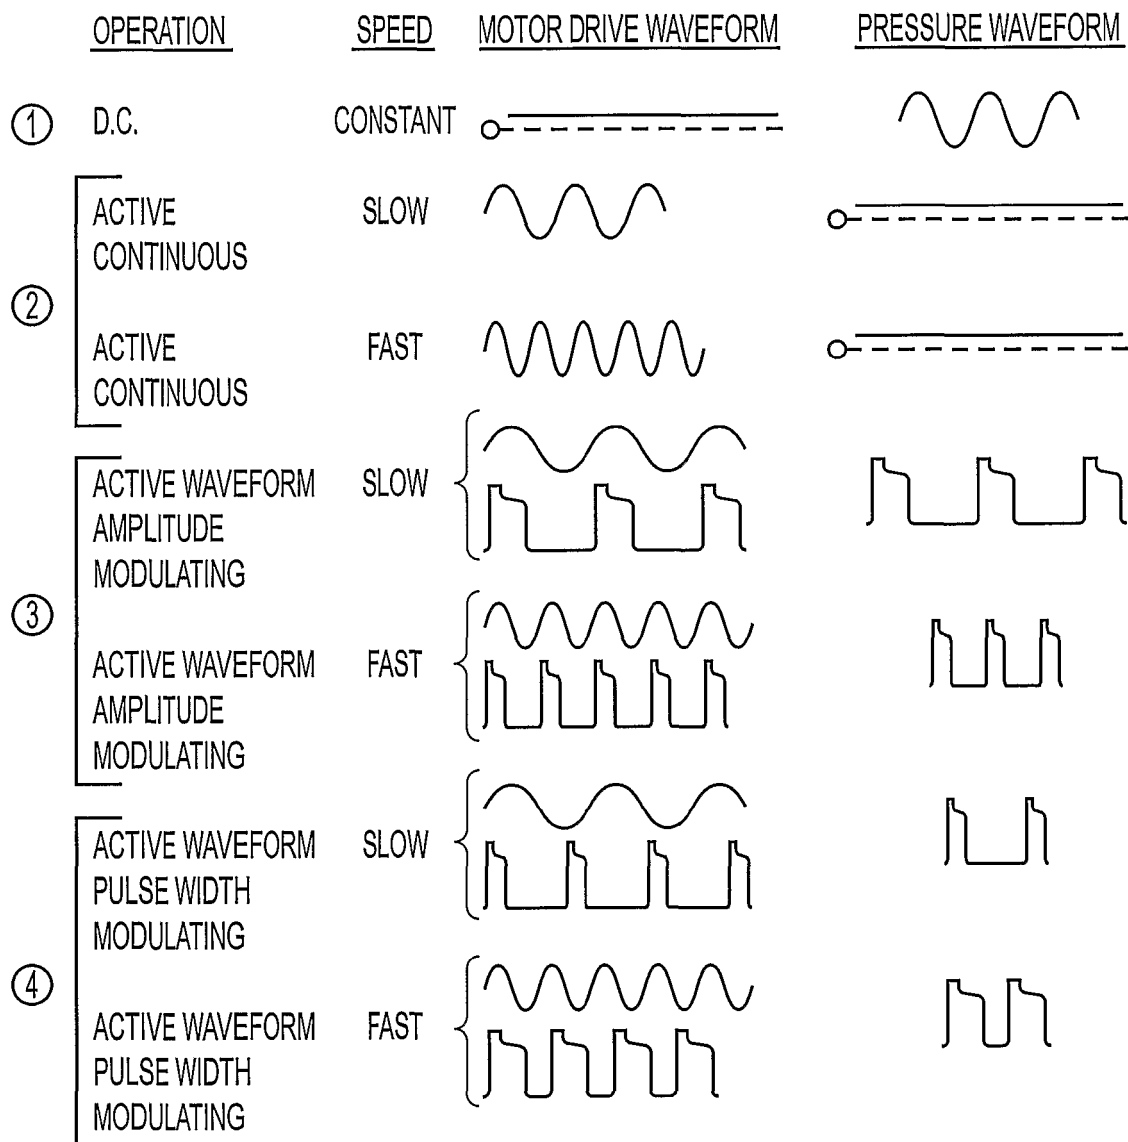 OPERATION SPEED MOTOR DRIVE WAVEFORM PRESSURE WAVEFORM
1 D.C. CONSTANT
ACTIVE SLOW
CONTINUOUS
2
ACTIVE FAST
CONTINUOUS
ACTIVE WAVEFORM SLOW
AMPLITUDE
MODULATING
3
ACTIVE WAVEFORM FAST
AMPLITUDE
MODULATING
ACTIVE WAVEFORM SLOW
PULSE WIDTH
MODULATING
4
ACTIVE WAVEFORM FAST
PULSE WIDTH
MODULATING